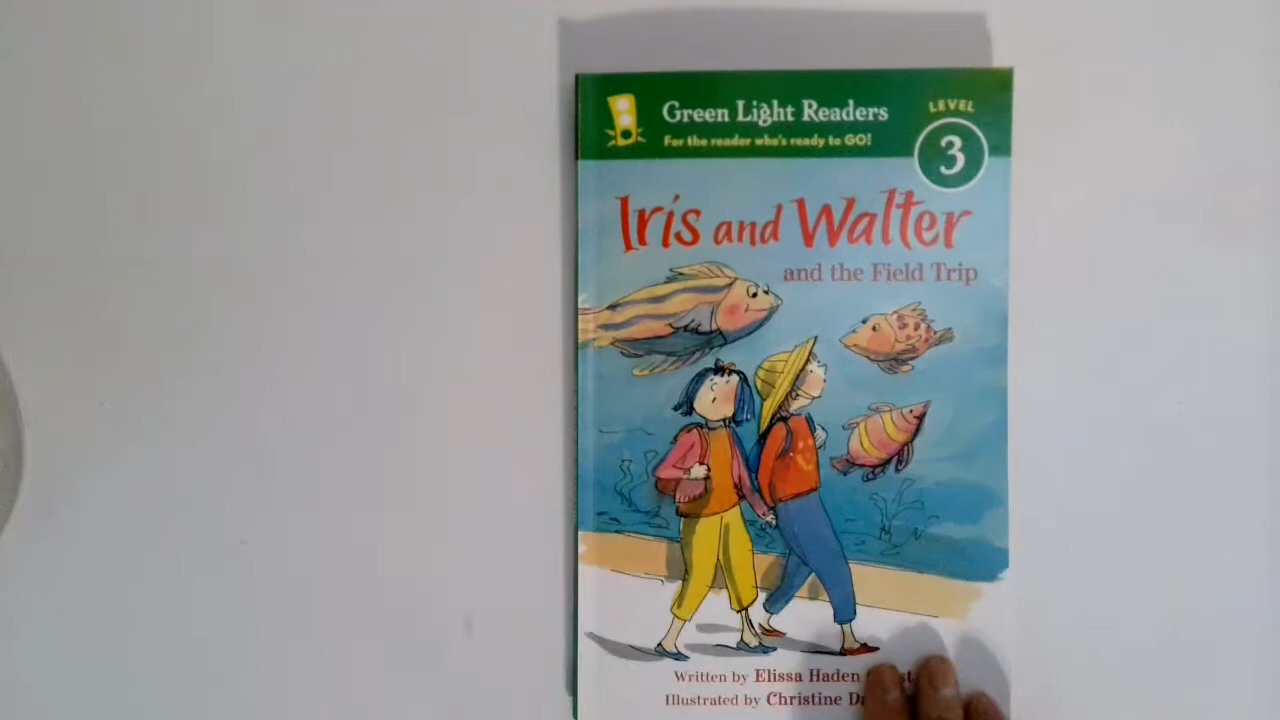 Green Light Readers
For the reader who's ready to GO!
LEVEL
3
Iris and Walter
and the Field Trip
Written by Elissa Haden
Illustrated by Christine